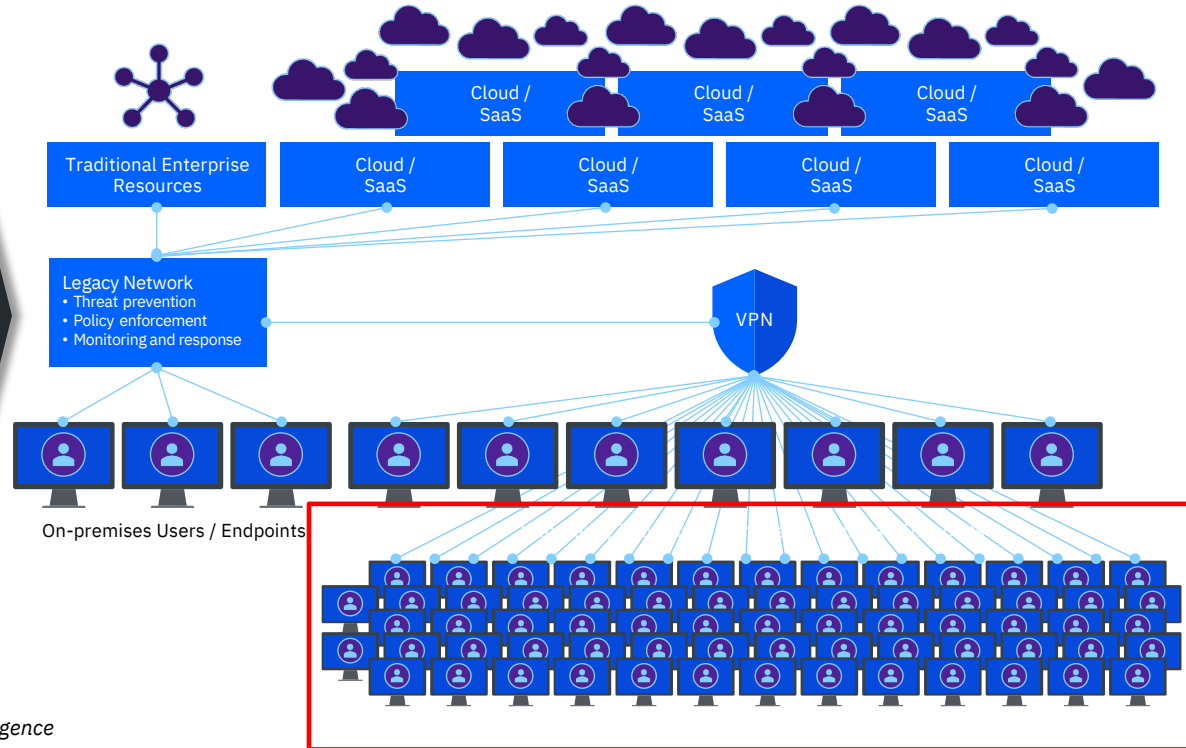 Cloud /
SaaS
Cloud /
SaaS
Cloud /
SaaS
Traditional Enterprise
Resources
Cloud /
SaaS
Cloud /
SaaS
Cloud /
SaaS
Cloud /
SaaS
Legacy Network
• Threat prevention
• Policy enforcement
• Monitoring and response
VPN
On-premises Users / Endpoints
gence